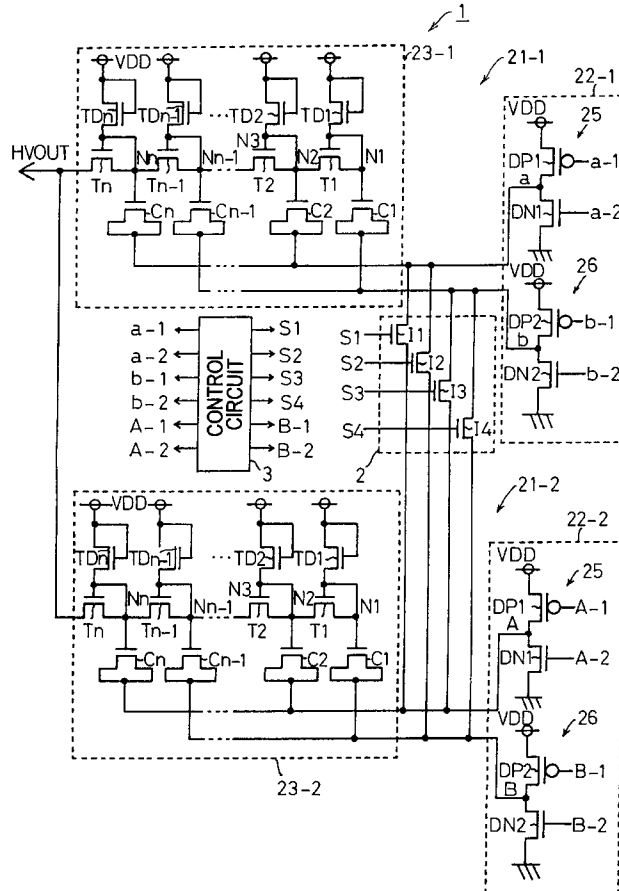 1
23-1
21-1
22-1
VDD
TDn
TDn-1
TD2
TD1
HVOUT
Nn
Nn-1
N3
N2
N1
Tn
Tn-1
T2
T1
Cn
Cn-1
C2
C1
VDD
25
DP1
a-1
a
DN1
a-2
VDD
26
DP2
b-1
b
DN2
b-2
a-1
a-2
b-1
b-2
A-1
A-2
CONTROL
CIRCUIT
S1
S2
S3
S4
B-1
B-2
3
S1
I1
S2
I2
S3
I3
S4
I4
2
21-2
22-2
VDD
TDn
TDn-1
TD2
TD1
Nn
Nn-1
N3
N2
N1
Tn
Tn-1
T2
T1
Cn
Cn-1
C2
C1
23-2
VDD
25
DP1
A-1
A
DN1
A-2
VDD
26
DP2
B-1
B
DN2
B-2